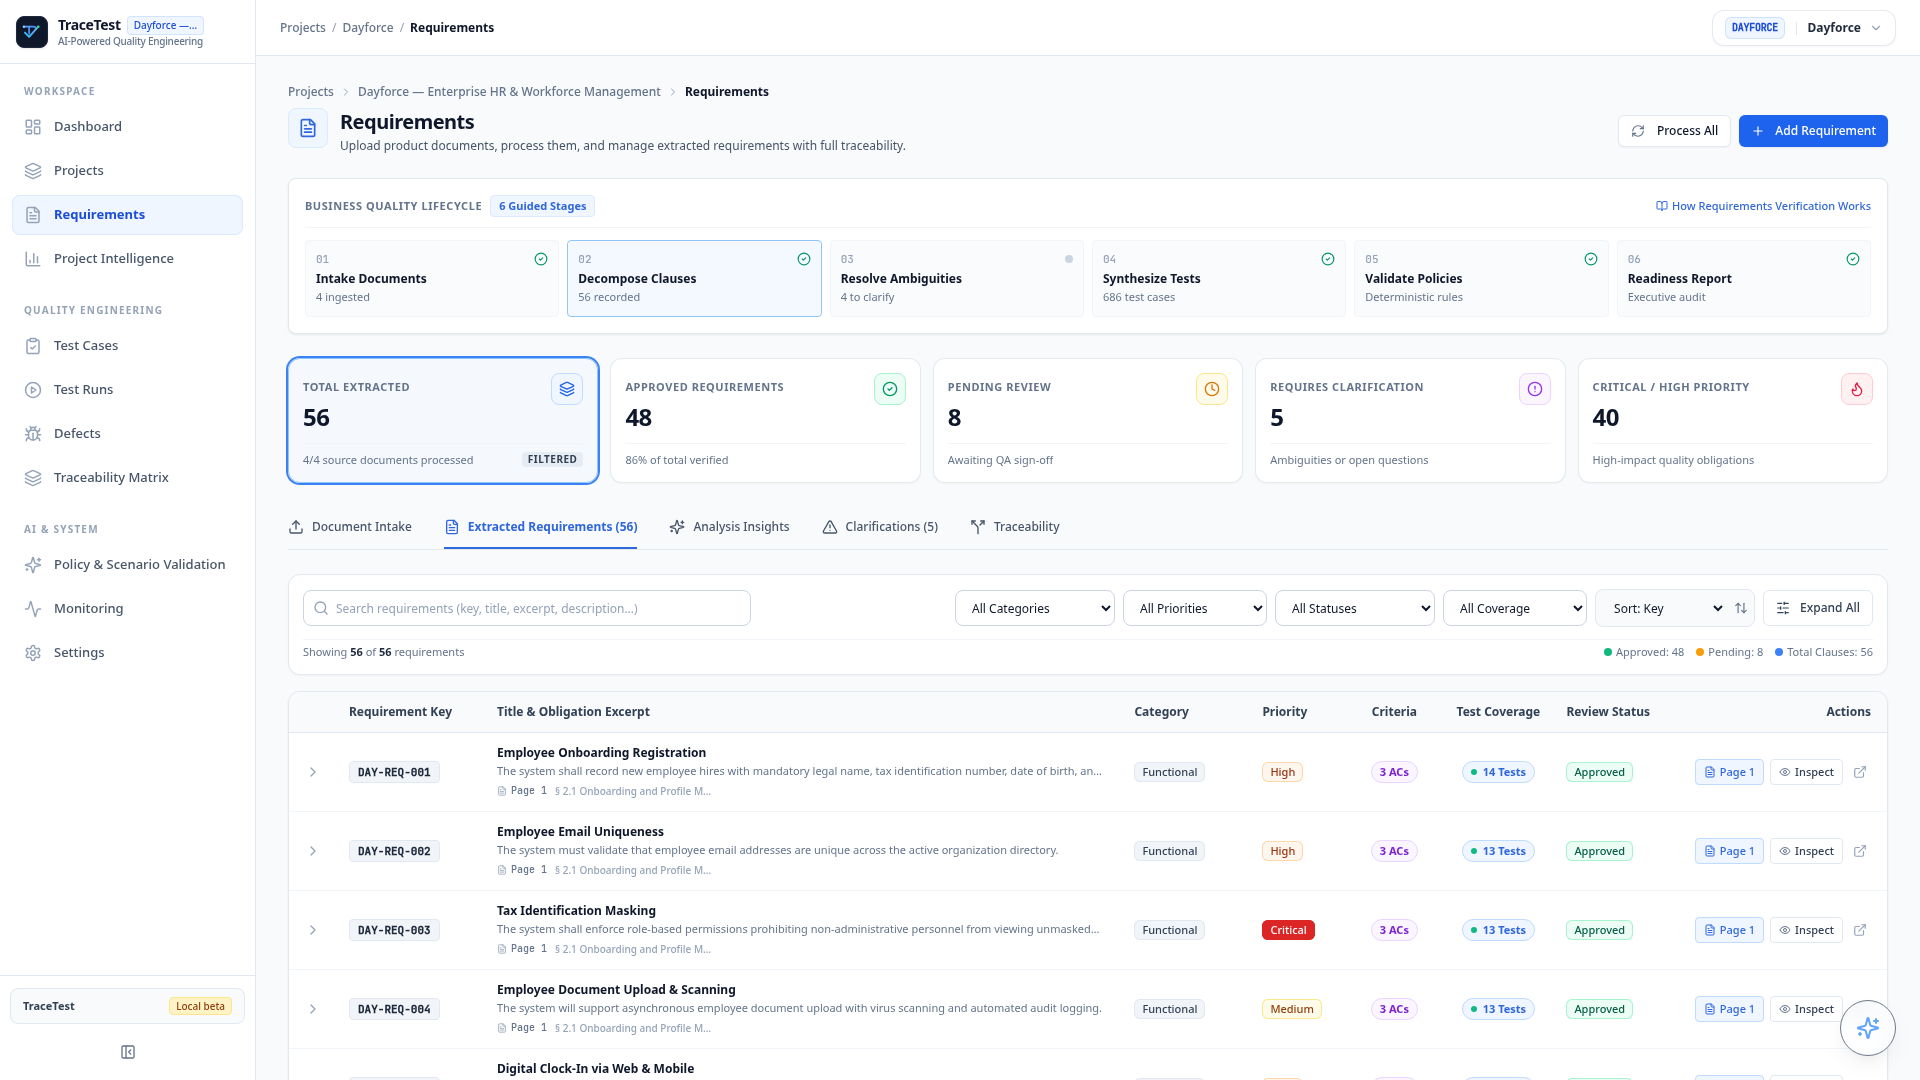 TraceTest Dayforce —...
AI-Powered Quality Engineering
Projects / Dayforce / Requirements
DAYFORCE Dayforce
WORKSPACE
Dashboard
Projects
Requirements
Project Intelligence
QUALITY ENGINEERING
Test Cases
Test Runs
Defects
Traceability Matrix
AI & SYSTEM
Policy & Scenario Validation
Monitoring
Settings
TraceTest Local beta
Projects > Dayforce — Enterprise HR & Workforce Management > Requirements
Requirements
Upload product documents, process them, and manage extracted requirements with full traceability.
Process All
Add Requirement
BUSINESS QUALITY LIFECYCLE 6 Guided Stages
How Requirements Verification Works
01
Intake Documents
4 ingested
02
Decompose Clauses
56 recorded
03
Resolve Ambiguities
4 to clarify
04
Synthesize Tests
686 test cases
05
Validate Policies
Deterministic rules
06
Readiness Report
Executive audit
TOTAL EXTRACTED
56
4/4 source documents processed FILTERED
APPROVED REQUIREMENTS
48
86% of total verified
PENDING REVIEW
8
Awaiting QA sign-off
REQUIRES CLARIFICATION
5
Ambiguities or open questions
CRITICAL / HIGH PRIORITY
40
High-impact quality obligations
Document Intake
Extracted Requirements (56)
Analysis Insights
Clarifications (5)
Traceability
Search requirements (key, title, excerpt, description...)
All Categories
All Priorities
All Statuses
All Coverage
Sort: Key
Expand All
Showing 56 of 56 requirements
Approved: 48 Pending: 8 Total Clauses: 56
Requirement Key Title & Obligation Excerpt Category Priority Criteria Test Coverage Review Status Actions
DAY-REQ-001
Employee Onboarding Registration
The system shall record new employee hires with mandatory legal name, tax identification number, date of birth, an...
Page 1 § 2.1 Onboarding and Profile M...
Functional High 3 ACs 14 Tests Approved Page 1 Inspect
DAY-REQ-002
Employee Email Uniqueness
The system must validate that employee email addresses are unique across the active organization directory.
Page 1 § 2.1 Onboarding and Profile M...
Functional High 3 ACs 13 Tests Approved Page 1 Inspect
DAY-REQ-003
Tax Identification Masking
The system shall enforce role-based permissions prohibiting non-administrative personnel from viewing unmasked...
Page 1 § 2.1 Onboarding and Profile M...
Functional Critical 3 ACs 13 Tests Approved Page 1 Inspect
DAY-REQ-004
Employee Document Upload & Scanning
The system will support asynchronous employee document upload with virus scanning and automated audit logging.
Page 1 § 2.1 Onboarding and Profile M...
Functional Medium 3 ACs 13 Tests Approved Page 1 Inspect
Digital Clock-In via Web & Mobile